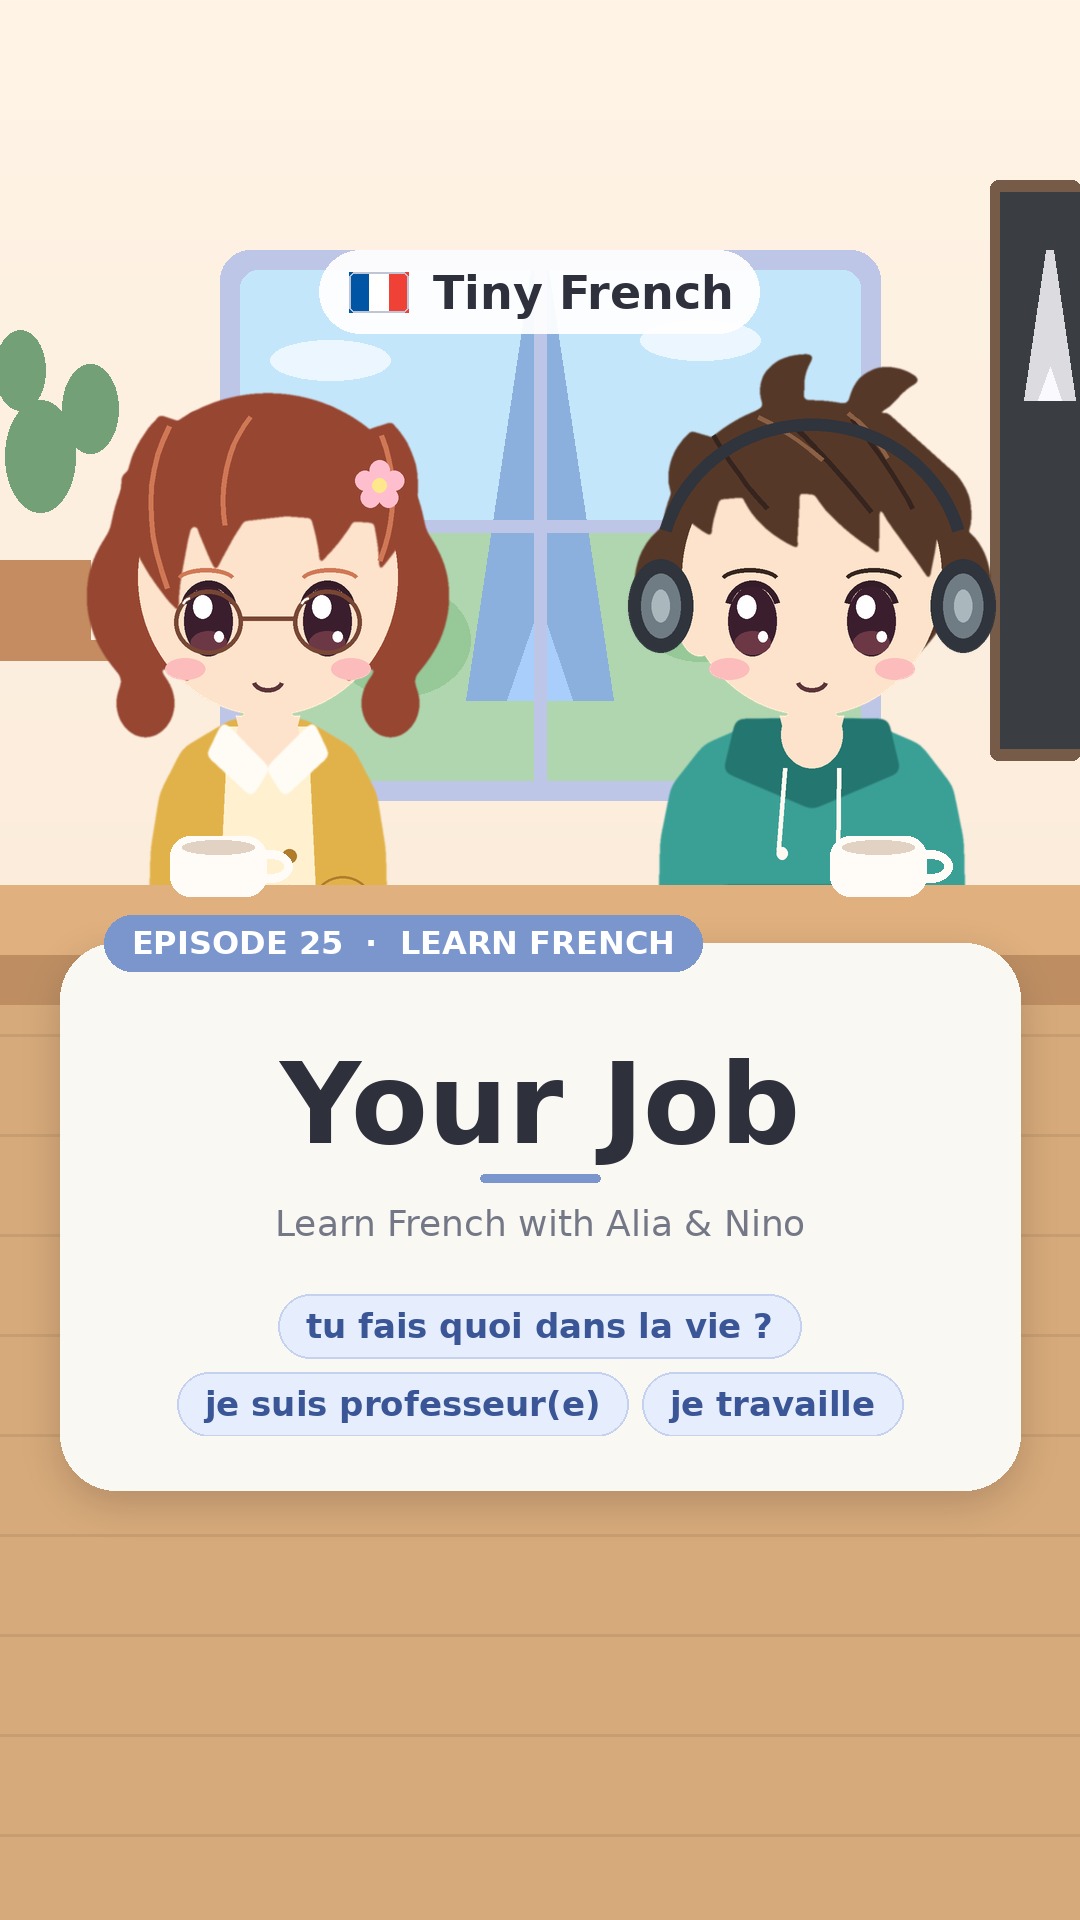 Tiny French
EPISODE 25 · LEARN FRENCH
Your Job
Learn French with Alia & Nino
tu fais quoi dans la vie ?
je suis professeur(e)
je travaille